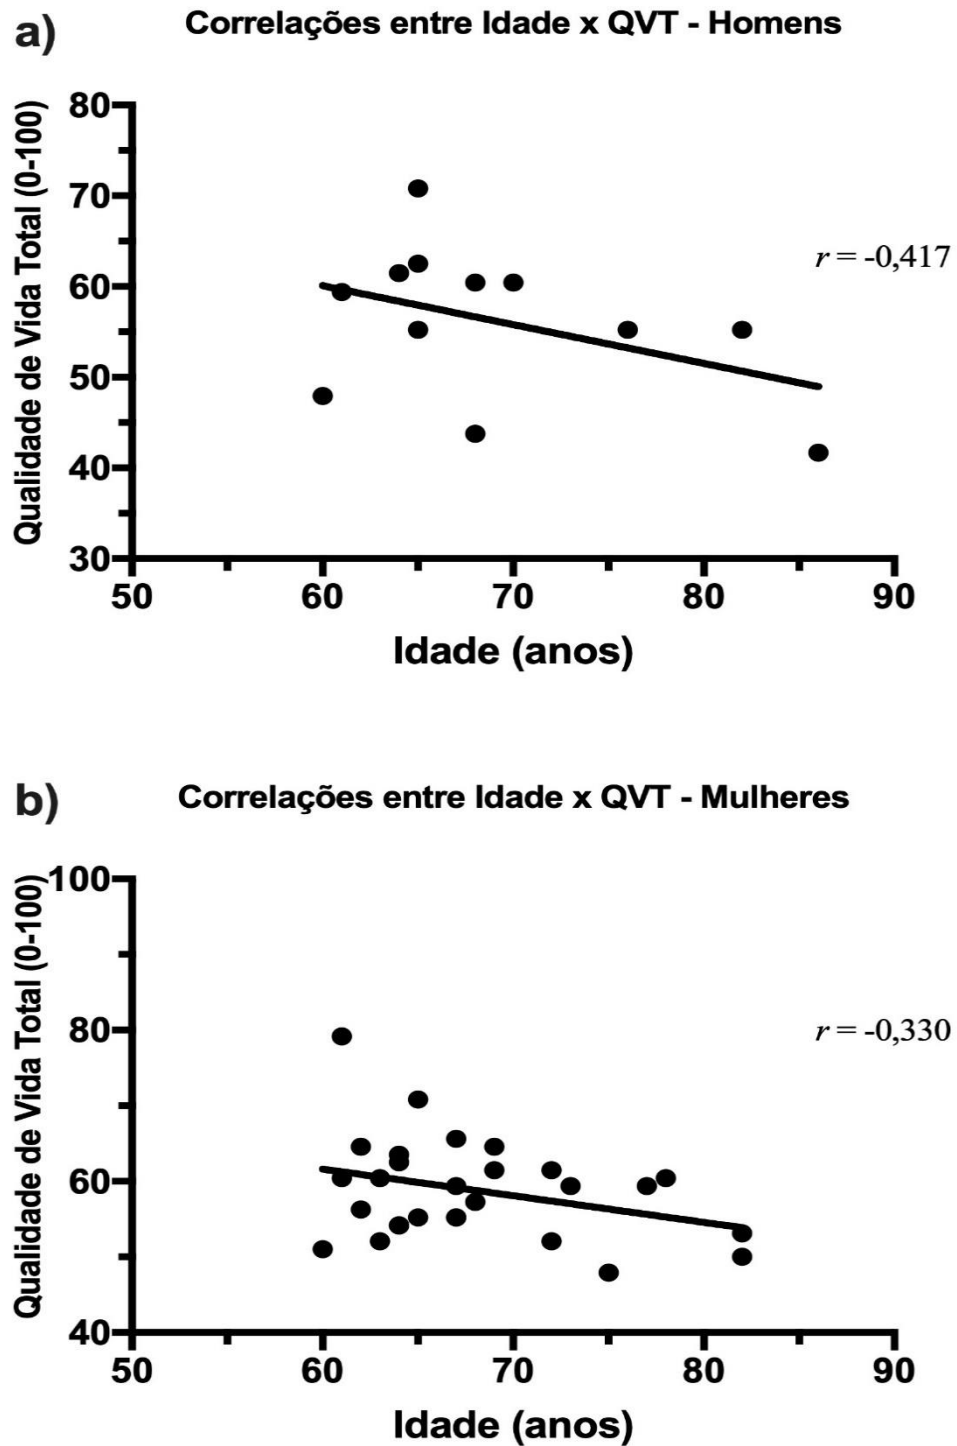 a)
Correlações entre Idade x QVT - Homens
Qualidade de Vida Total (0-100)
80
70
60
50
40
30
r = -0,417
50 60 70 80 90
Idade (anos)
b)
Correlações entre Idade x QVT - Mulheres
Qualidade de Vida Total (0-100)
100
80
60
40
r = -0,330
50 60 70 80 90
Idade (anos)